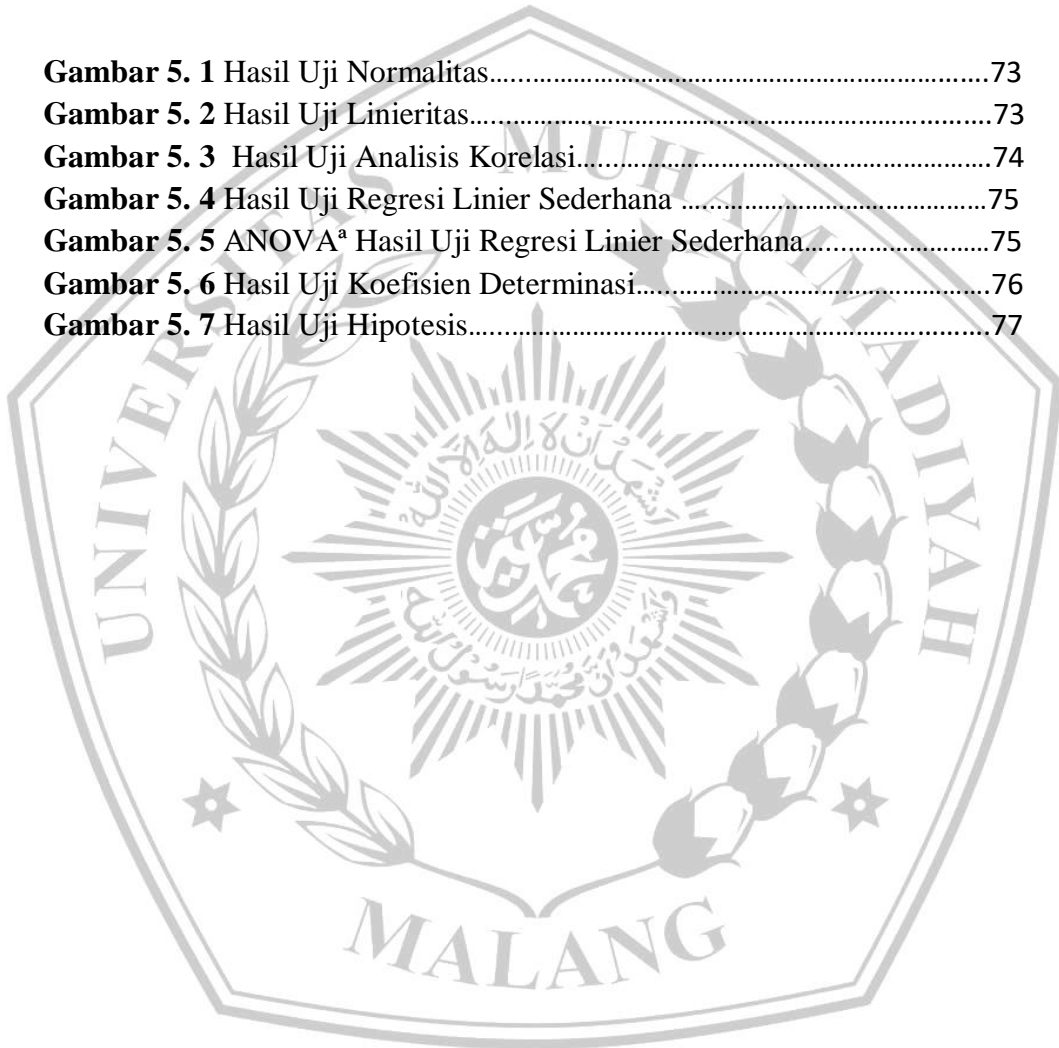 Gambar 5. 1 Hasil Uji Normalitas............................................................................73
Gambar 5. 2 Hasil Uji Linieritas................................................................................73
Gambar 5. 3  Hasil Uji Analisis Korelasi................................................................74
Gambar 5. 4 Hasil Uji Regresi Linier Sederhana ................................................75
Gambar 5. 5 ANOVAª Hasil Uji Regresi Linier Sederhana............................75
Gambar 5. 6 Hasil Uji Koefisien Determinasi......................................................76
Gambar 5. 7 Hasil Uji Hipotesis................................................................................77
UNIVERSITAS MUHAMMADIYAH
MALANG